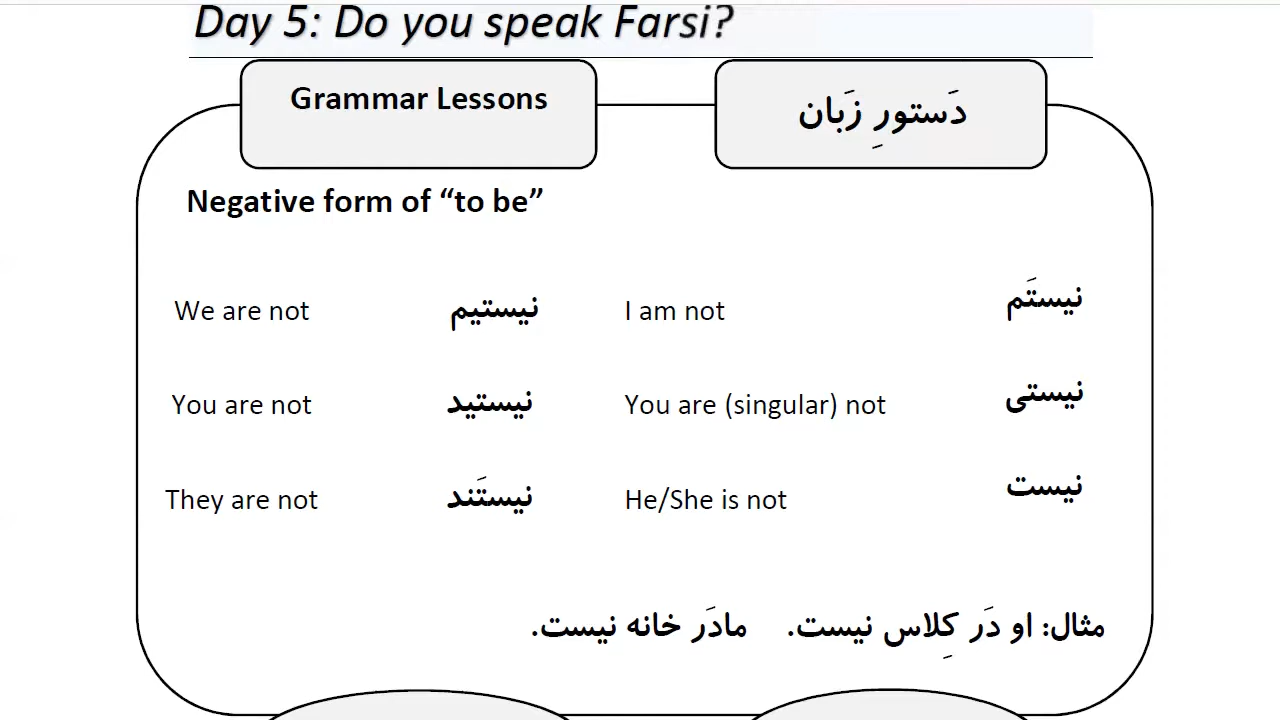 Day 5: Do you speak Farsi?
Grammar Lessons
دَستورِ زَبان
Negative form of “to be”
We are not نیستیم I am not نیستَم
You are not نیستید You are (singular) not نیستی
They are not نیستَند He/She is not نیست
مثال: او دَر کِلاس نیست. مادَر خانه نیست.